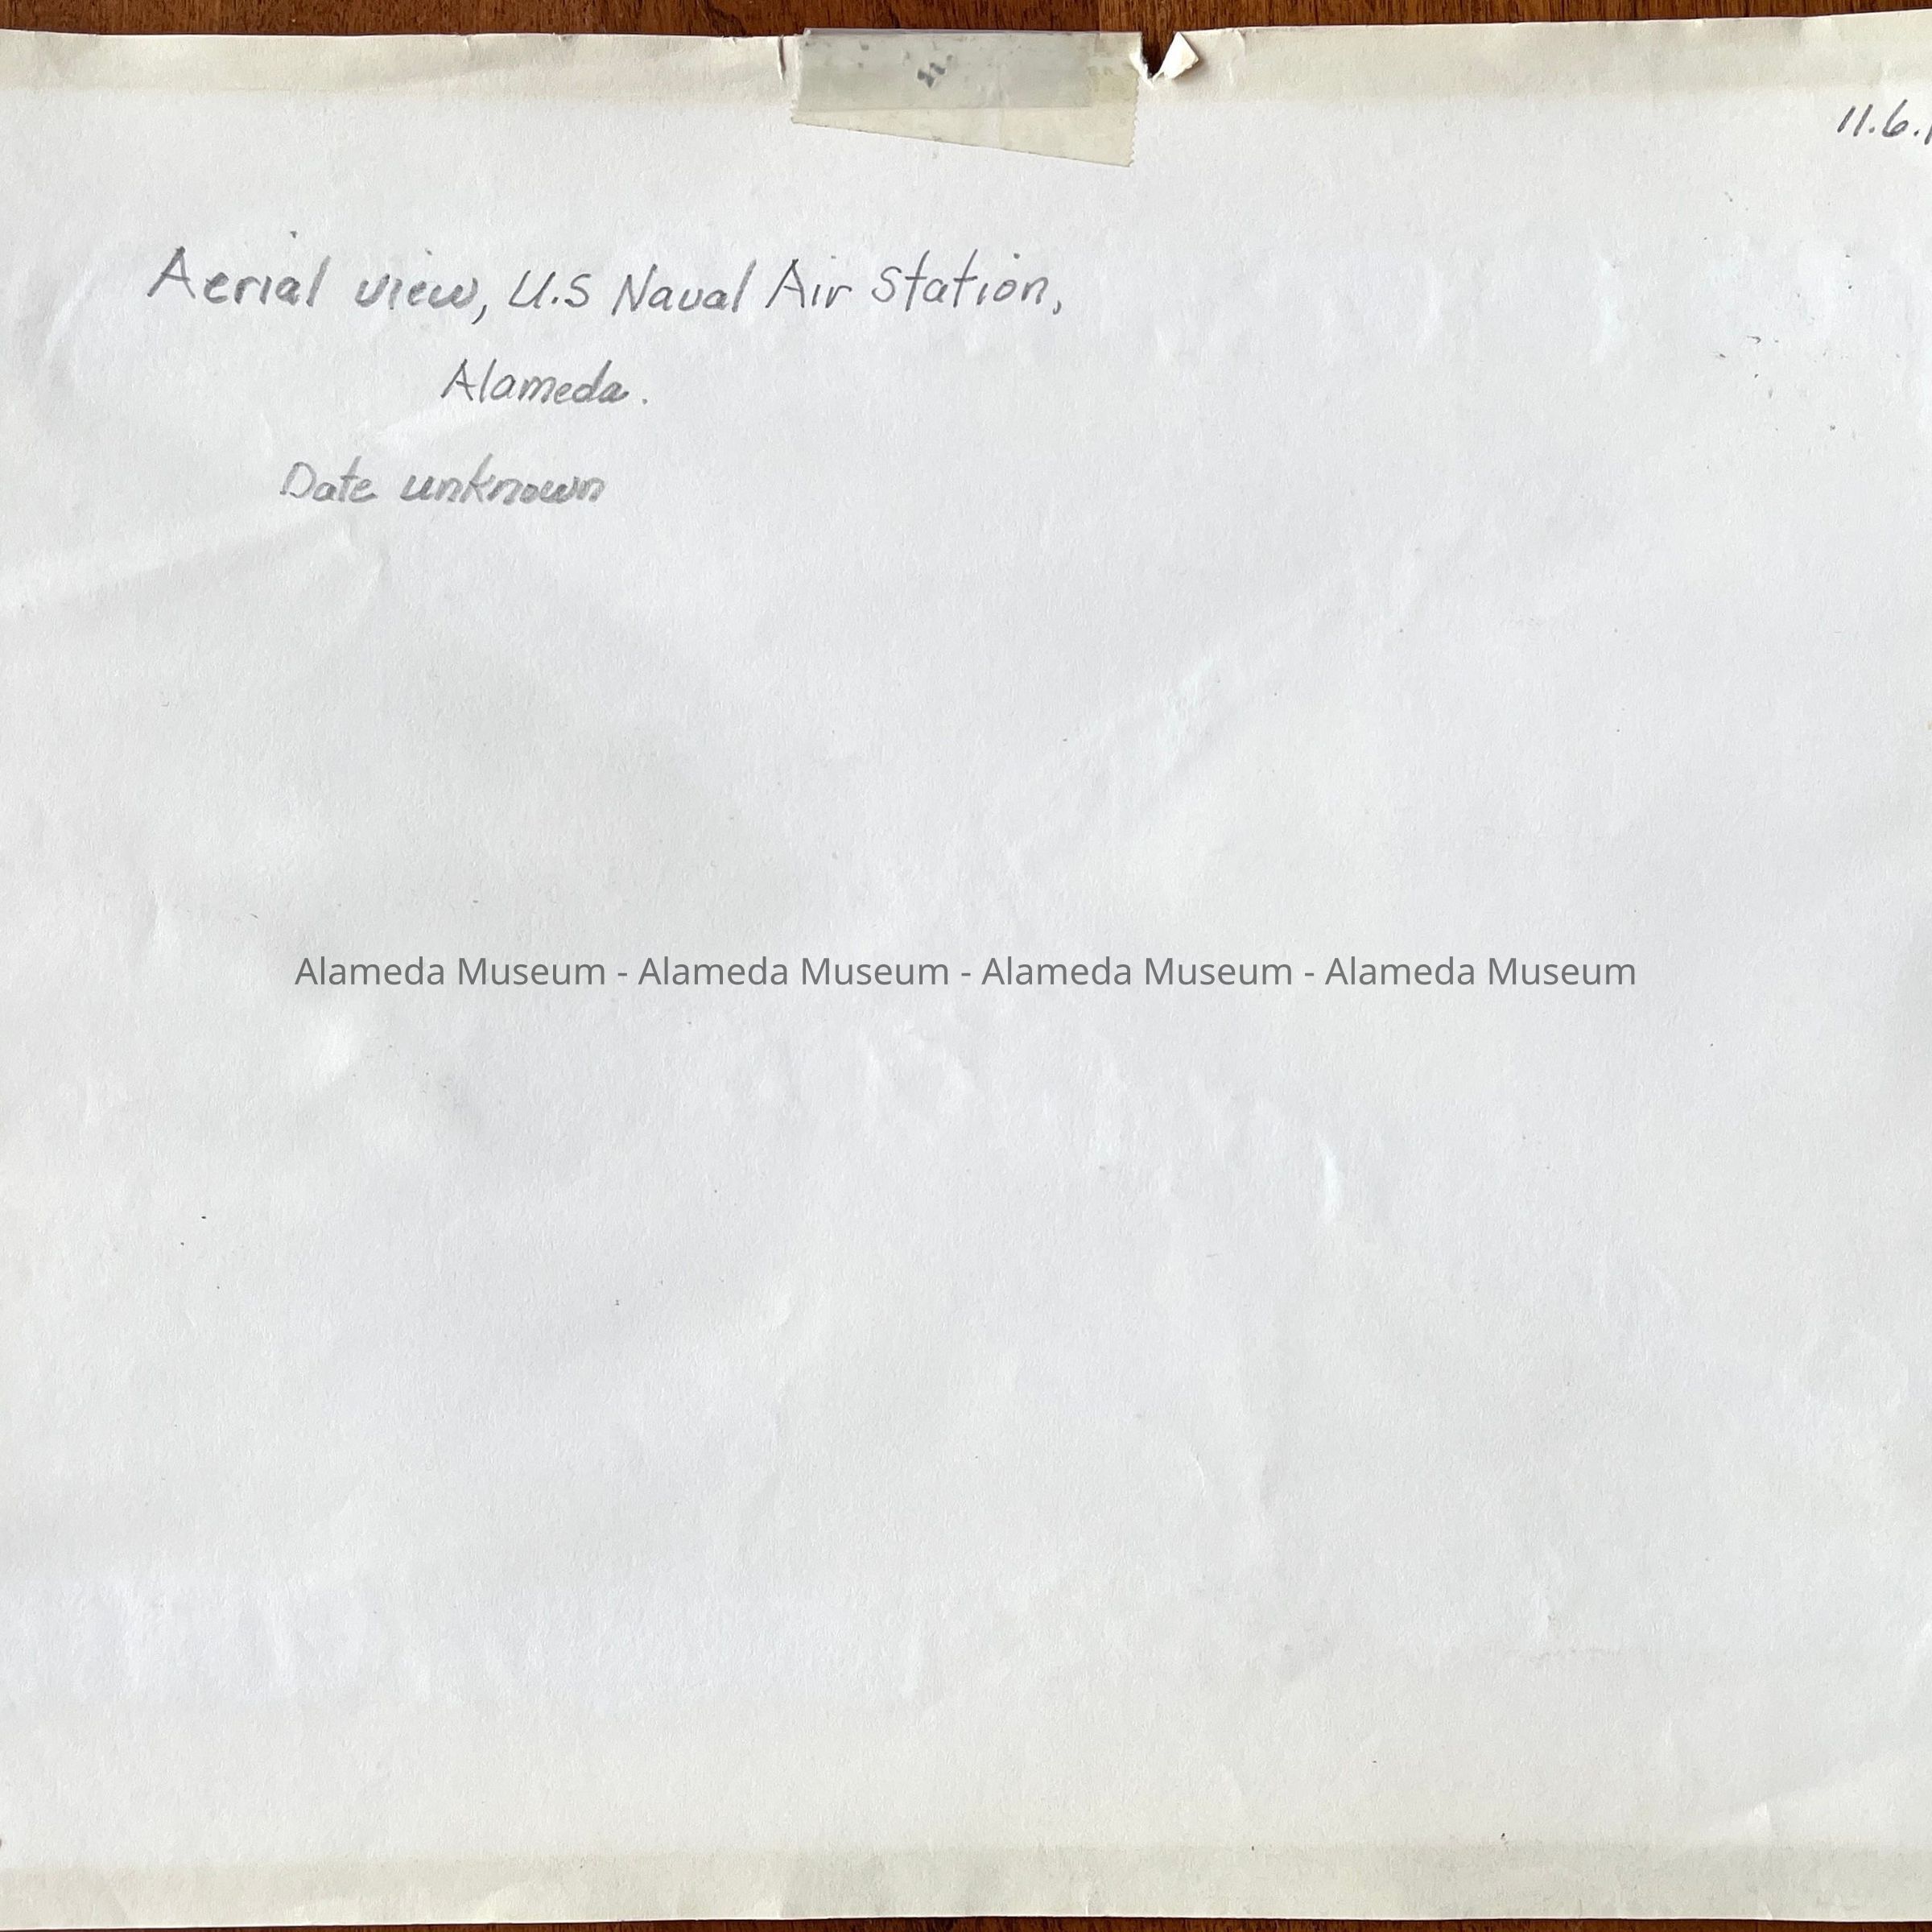 11.6.
Aerial view, U.S Naval Air Station,
Alameda.
Date unknown
Alameda Museum - Alameda Museum - Alameda Museum - Alameda Museum